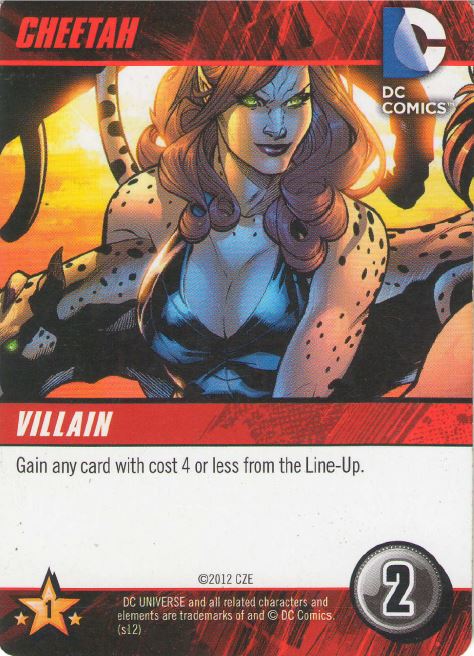 CHEETAH
DC
COMICS™
VILLAIN
Gain any card with cost 4 or less from the Line-Up.
©2012 CZE
1
DC UNIVERSE and all related characters and
elements are trademarks of and © DC Comics.
(s12)
2